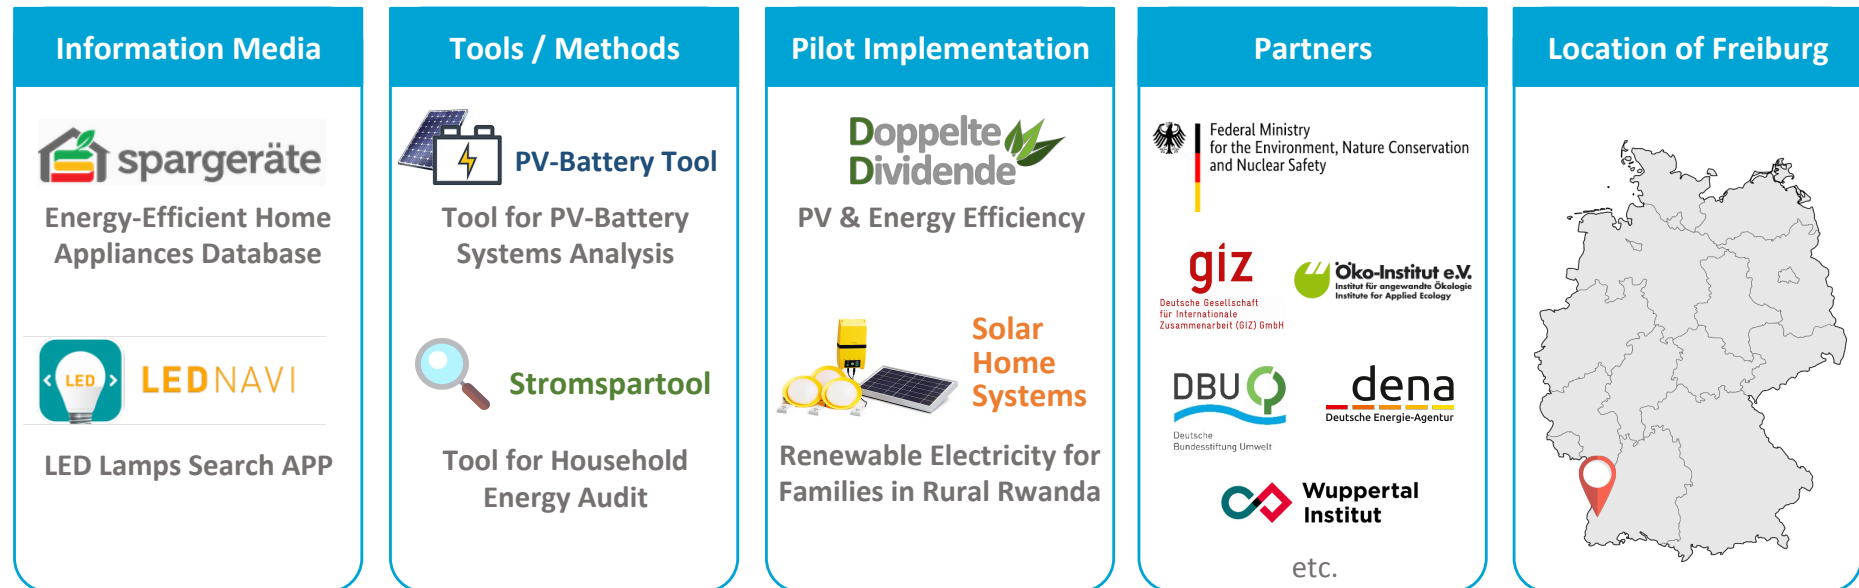 Information Media
spargeräte
Energy-Efficient Home
Appliances Database
LED
LEDNAVI
LED Lamps Search APP
Tools / Methods
PV-Battery Tool
Tool for PV-Battery
Systems Analysis
Stromspartool
Tool for Household
Energy Audit
Pilot Implementation
Doppelte
Dividende
PV & Energy Efficiency
Solar
Home
Systems
Renewable Electricity for
Families in Rural Rwanda
Partners
Federal Ministry
for the Environment, Nature Conservation
and Nuclear Safety
giz
Deutsche Gesellschaft
für Internationale
Zusammenarbeit (GIZ) GmbH
Öko-Institut e.V.
Institut für angewandte Ökologie
Institute for Applied Ecology
DBU
Deutsche
Bundesstiftung Umwelt
dena
Deutsche Energie-Agentur
Wuppertal
Institut
etc.
Location of Freiburg